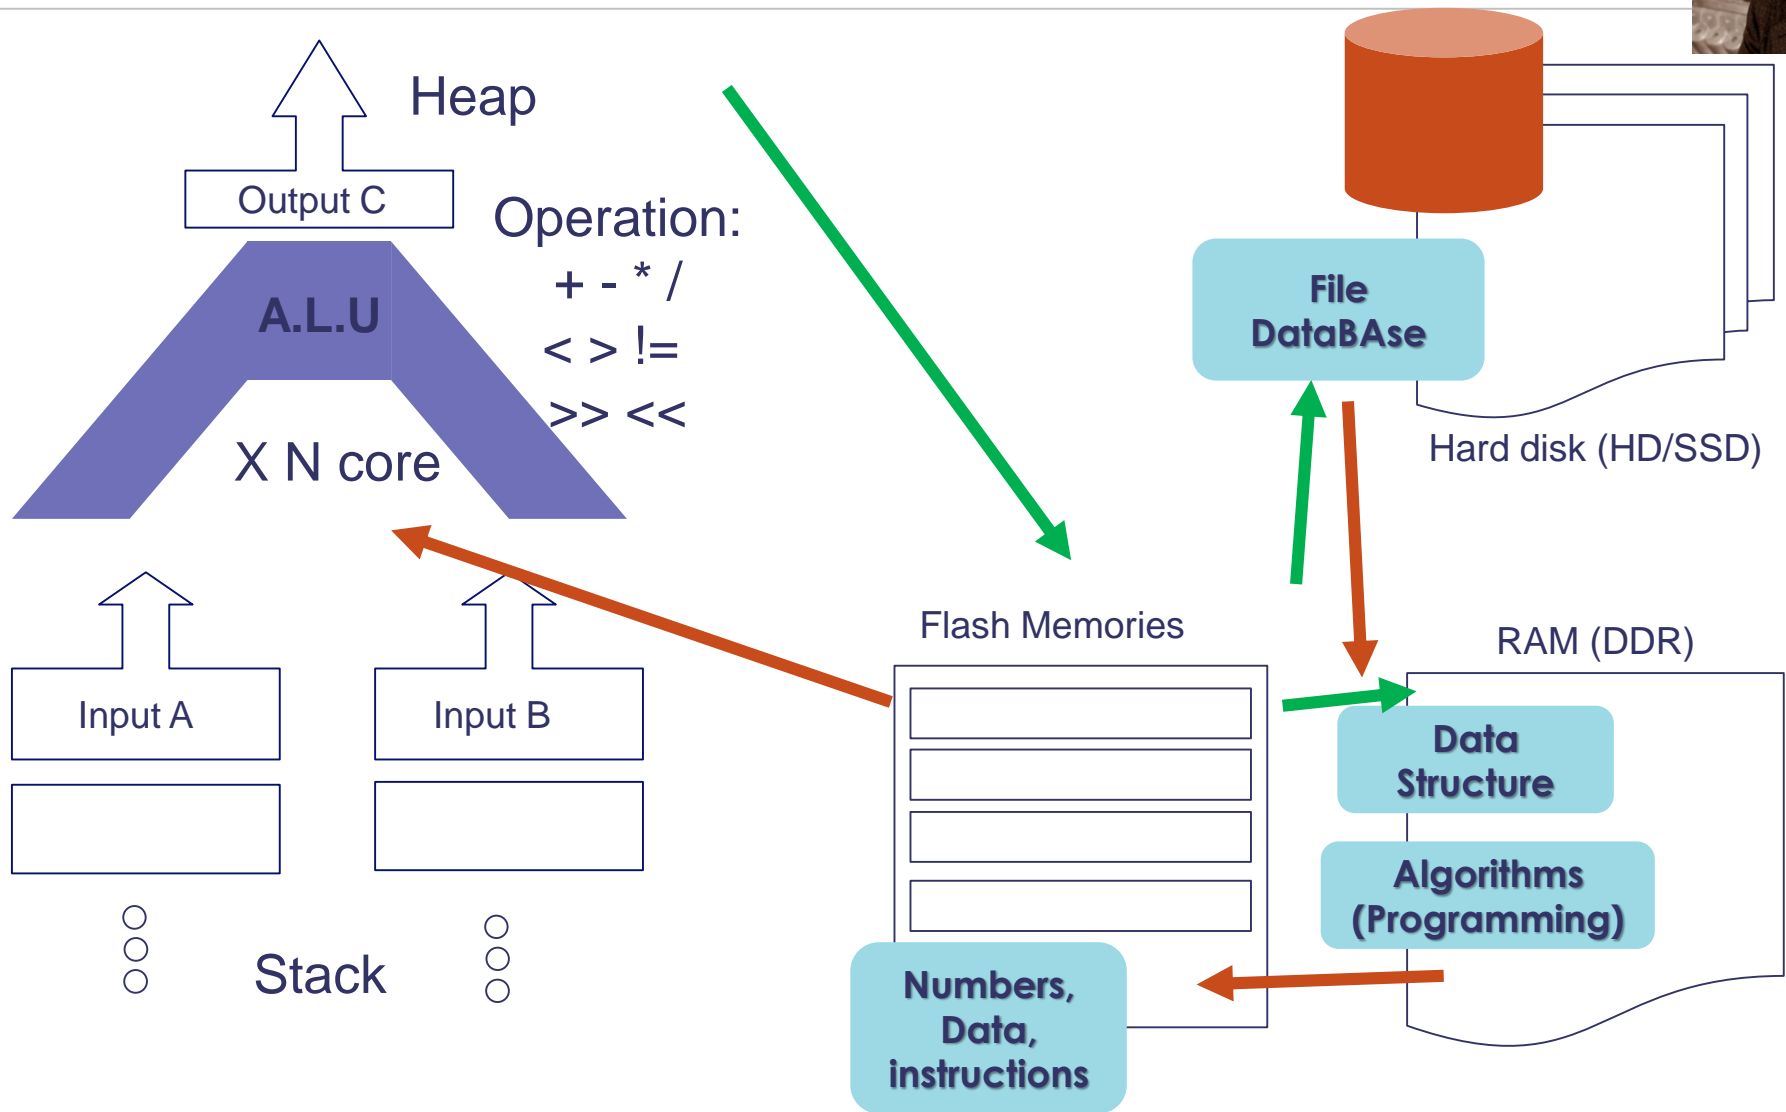 Heap
Output C
Operation:
+ - * /
< > !=
>> <<
A.L.U
X N core
Input A
Input B
Stack
File
DataBAse
Hard disk (HD/SSD)
Flash Memories
RAM (DDR)
Data
Structure
Algorithms
(Programming)
Numbers,
Data,
instructions